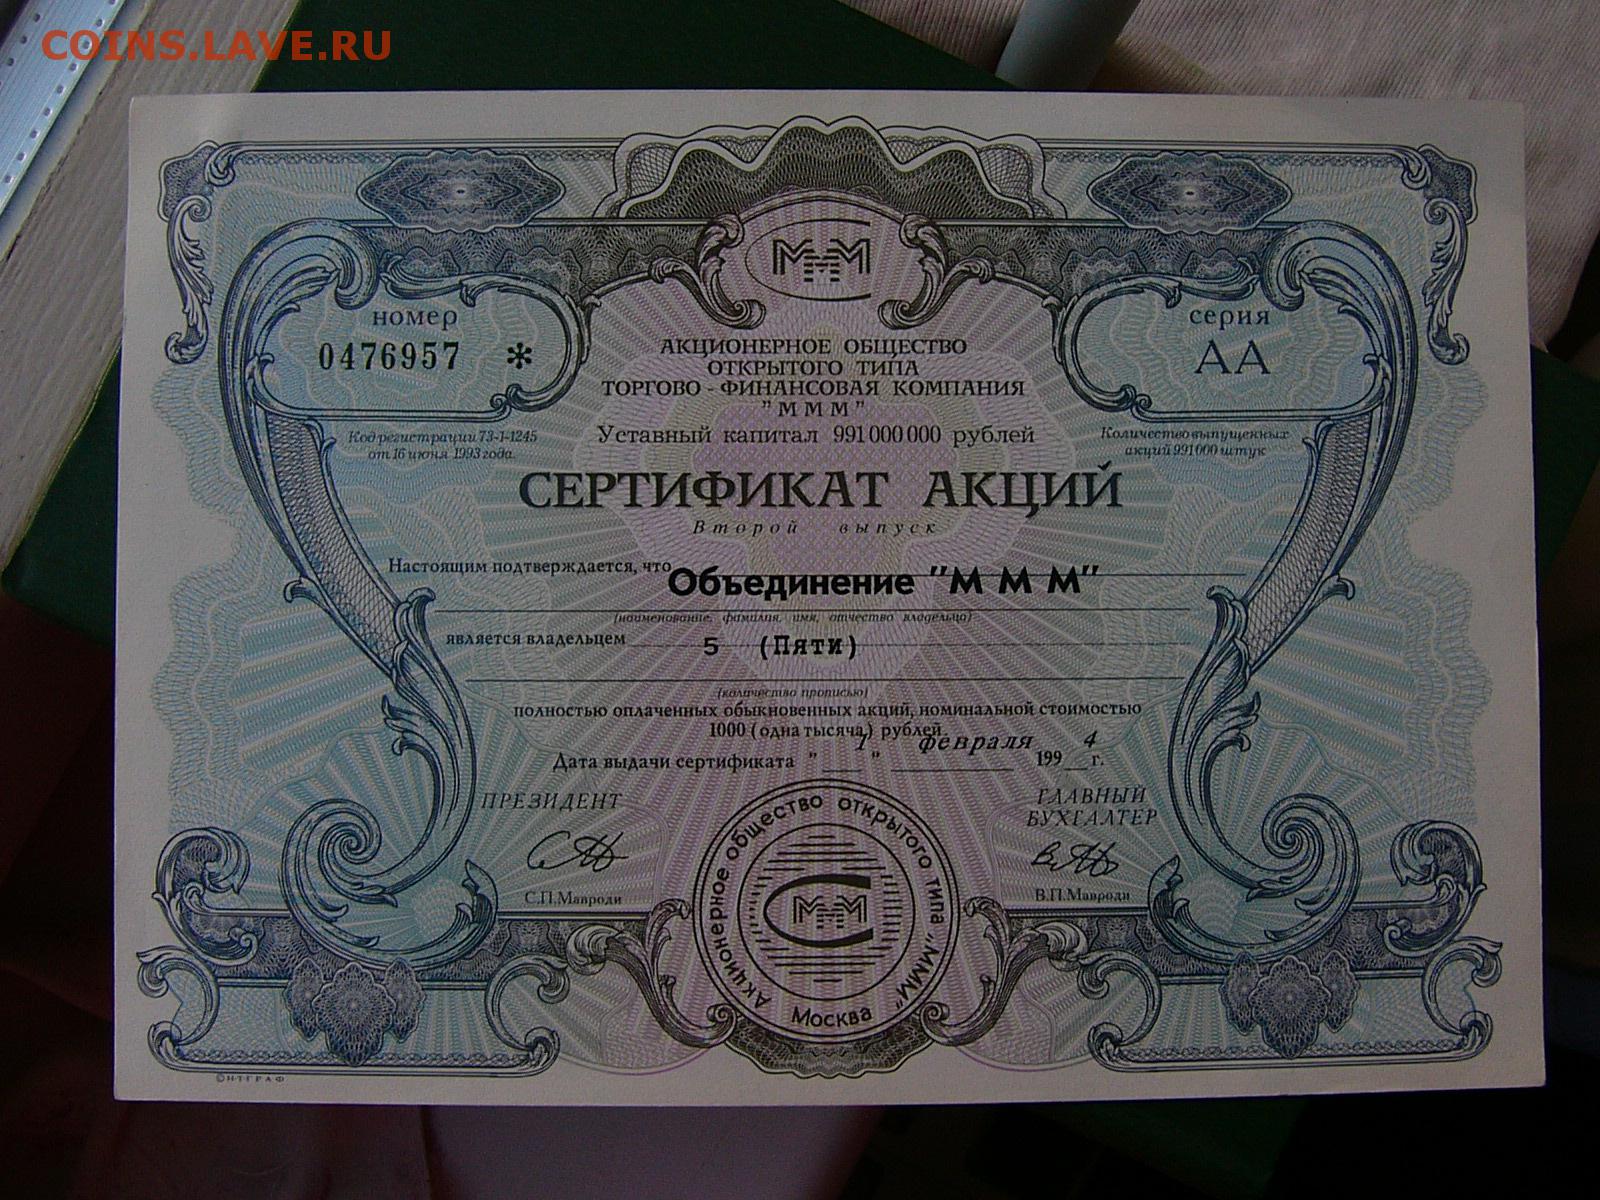 COINS.LAVE.RU
МММ
номер
0476957 *
серия
АА
АКЦИОНЕРНОЕ ОБЩЕСТВО
ОТКРЫТОГО ТИПА
ТОРГОВО - ФИНАНСОВАЯ КОМПАНИЯ
"М М М"
Уставный капитал 991 000 000 рублей
Код регистрации 73-1-1245
от 16 июня 1993 года.
Количество выпущенных
акций 991 000 штук
СЕРТИФИКАТ АКЦИЙ
Второй выпуск
Настоящим подтверждается, что Объединение "М М М"
(наименование, фамилия, имя, отчество владельца)
является владельцем 5 (Пяти)
(количество прописью)
полностью оплаченных обыкновенных акций, номинальной стоимостью
1000 (одна тысяча) рублей.
Дата выдачи сертификата " 1 " февраля 199 4 г.
ПРЕЗИДЕНТ
ГЛАВНЫЙ
БУХГАЛТЕР
С.П.Мавроди
В.П.Мавроди
Акционерное общество открытого типа „МММ"
МММ
Москва
©Н·Т·ГРАФ